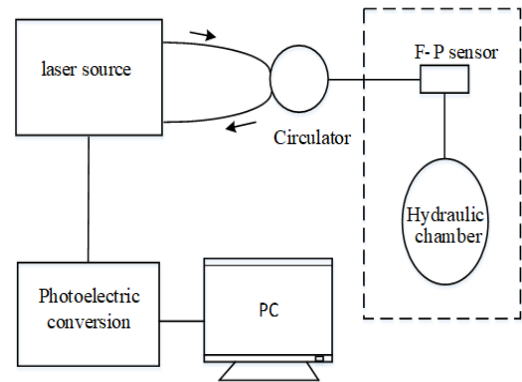 laser source
F- P sensor
Circulator
Hydraulic
chamber
Photoelectric
conversion
PC